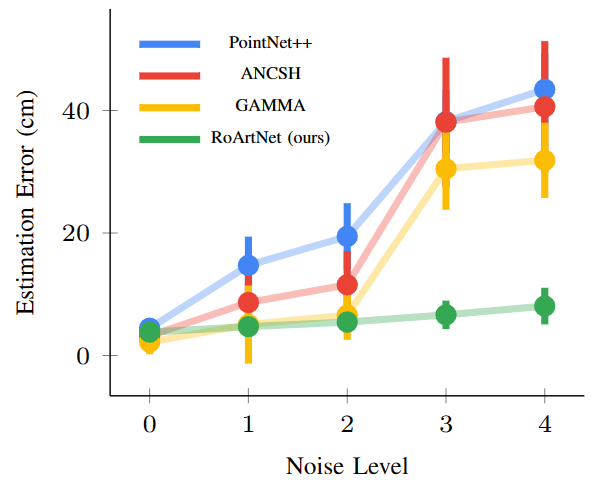 PointNet++
ANCSH
GAMMA
RoArtNet (ours)
Estimation Error (cm)
40
20
0
0 1 2 3 4
Noise Level